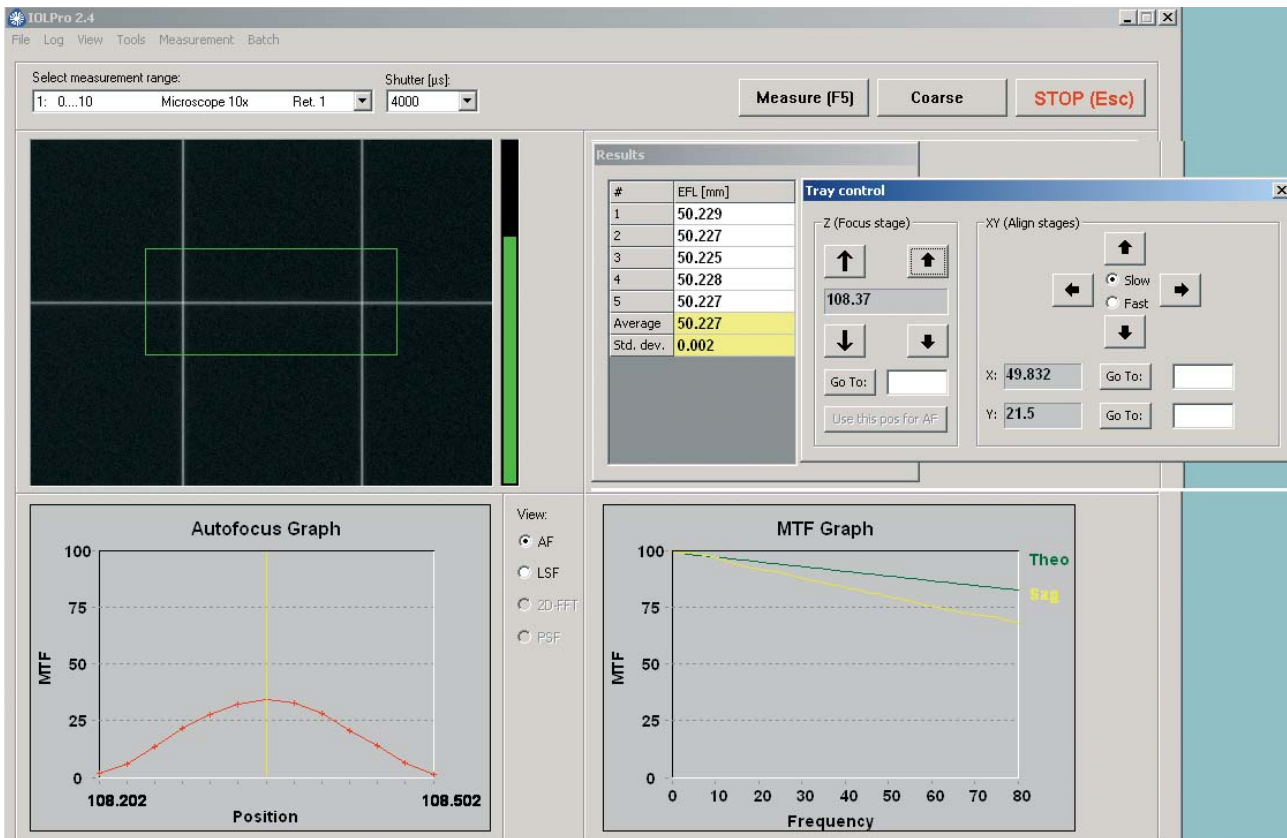 IOLPro 2.4
File Log View Tools Measurement Batch
Select measurement range:
Shutter [µs]:
1: 0....10 Microscope 10x Ret. 1
4000
Measure (F5)
Coarse
STOP (Esc)
Results
# EFL [mm]
1 50.229
2 50.227
3 50.225
4 50.228
5 50.227
Average 50.227
Std. dev. 0.002
Tray control
Z (Focus stage)
108.37
Go To:
Use this pos for AF
XY (Align stages)
Slow
Fast
X: 49.832 Go To:
Y: 21.5 Go To:
Autofocus Graph
MTF
100
75
50
25
0
108.202 108.502
Position
View:
AF
LSF
2D-FFT
PSF
MTF Graph
MTF
100
75
50
25
0
Theo
Sag
0 10 20 30 40 50 60 70 80
Frequency